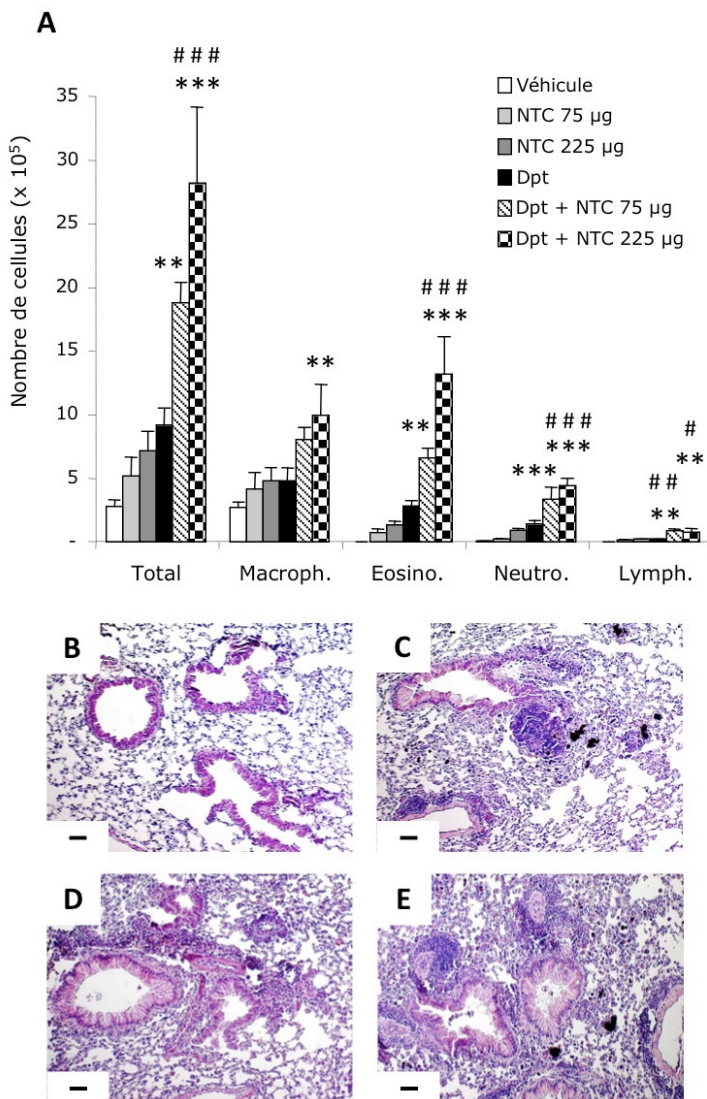 A
Nombre de cellules (x 10⁵)
35
30
25
20
15
10
5
-
# # #
***
**
**
# # #
***
**
# # #
***
***
# #
**
#
**
Véhicule
NTC 75 µg
NTC 225 µg
Dpt
Dpt + NTC 75 µg
Dpt + NTC 225 µg
Total Macroph. Eosino. Neutro. Lymph.
B
C
D
E